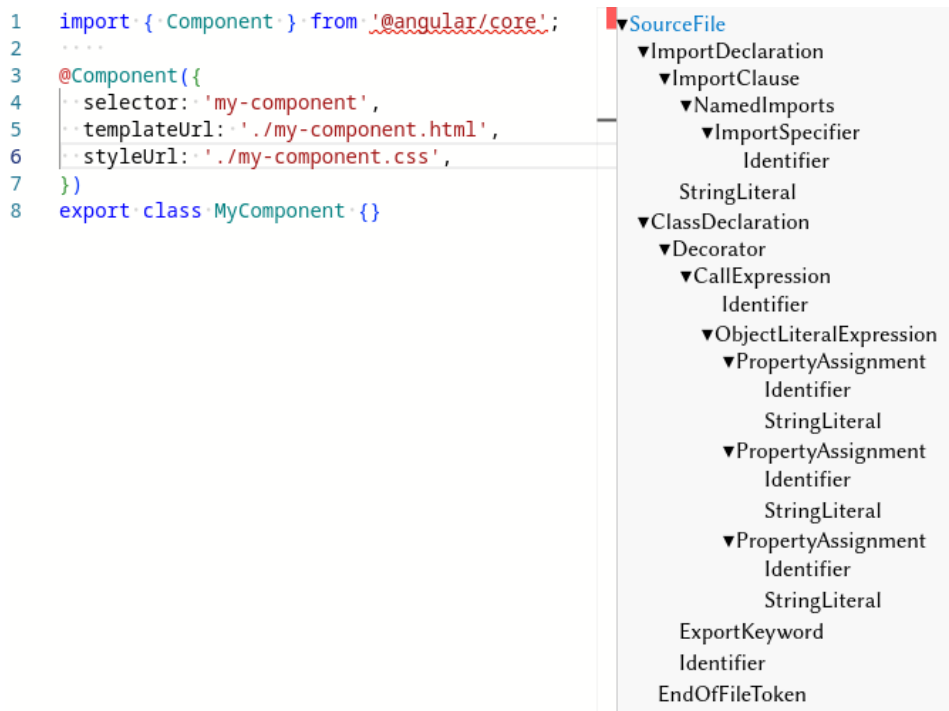 1 import { Component } from '@angular/core';
2
3 @Component({
4 selector: 'my-component',
5 templateUrl: './my-component.html',
6 styleUrl: './my-component.css',
7 })
8 export class MyComponent {}
▼SourceFile
▼ImportDeclaration
▼ImportClause
▼NamedImports
▼ImportSpecifier
Identifier
StringLiteral
▼ClassDeclaration
▼Decorator
▼CallExpression
Identifier
▼ObjectLiteralExpression
▼PropertyAssignment
Identifier
StringLiteral
▼PropertyAssignment
Identifier
StringLiteral
▼PropertyAssignment
Identifier
StringLiteral
ExportKeyword
Identifier
EndOfFileToken